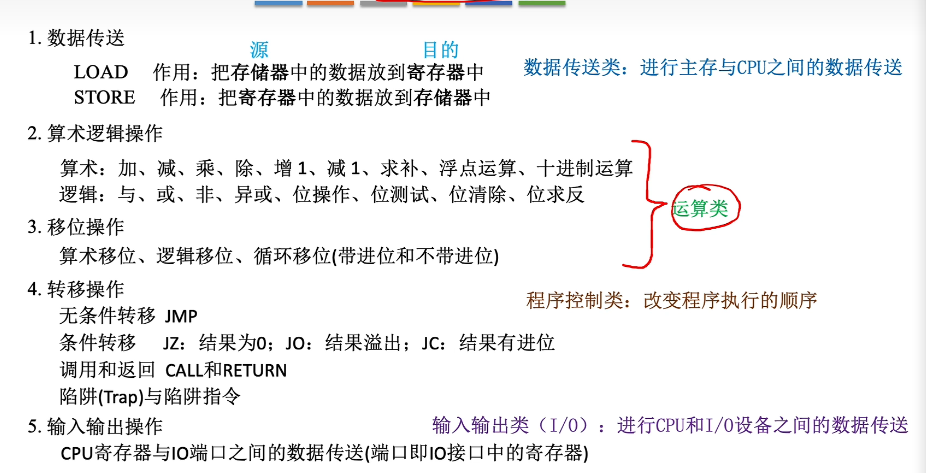 1. 数据传送
源 目的
LOAD 作用：把存储器中的数据放到寄存器中 数据传送类：进行主存与CPU之间的数据传送
STORE 作用：把寄存器中的数据放到存储器中
2. 算术逻辑操作
算术：加、减、乘、除、增 1、减 1、求补、浮点运算、十进制运算
逻辑：与、或、非、异或、位操作、位测试、位清除、位求反
运算类
3. 移位操作
算术移位、逻辑移位、循环移位(带进位和不带进位)
4. 转移操作 程序控制类：改变程序执行的顺序
无条件转移 JMP
条件转移 JZ：结果为0；JO：结果溢出；JC：结果有进位
调用和返回 CALL和RETURN
陷阱(Trap)与陷阱指令
5. 输入输出操作 输入输出类（I/O）：进行CPU和I/O设备之间的数据传送
CPU寄存器与IO端口之间的数据传送(端口即IO接口中的寄存器)